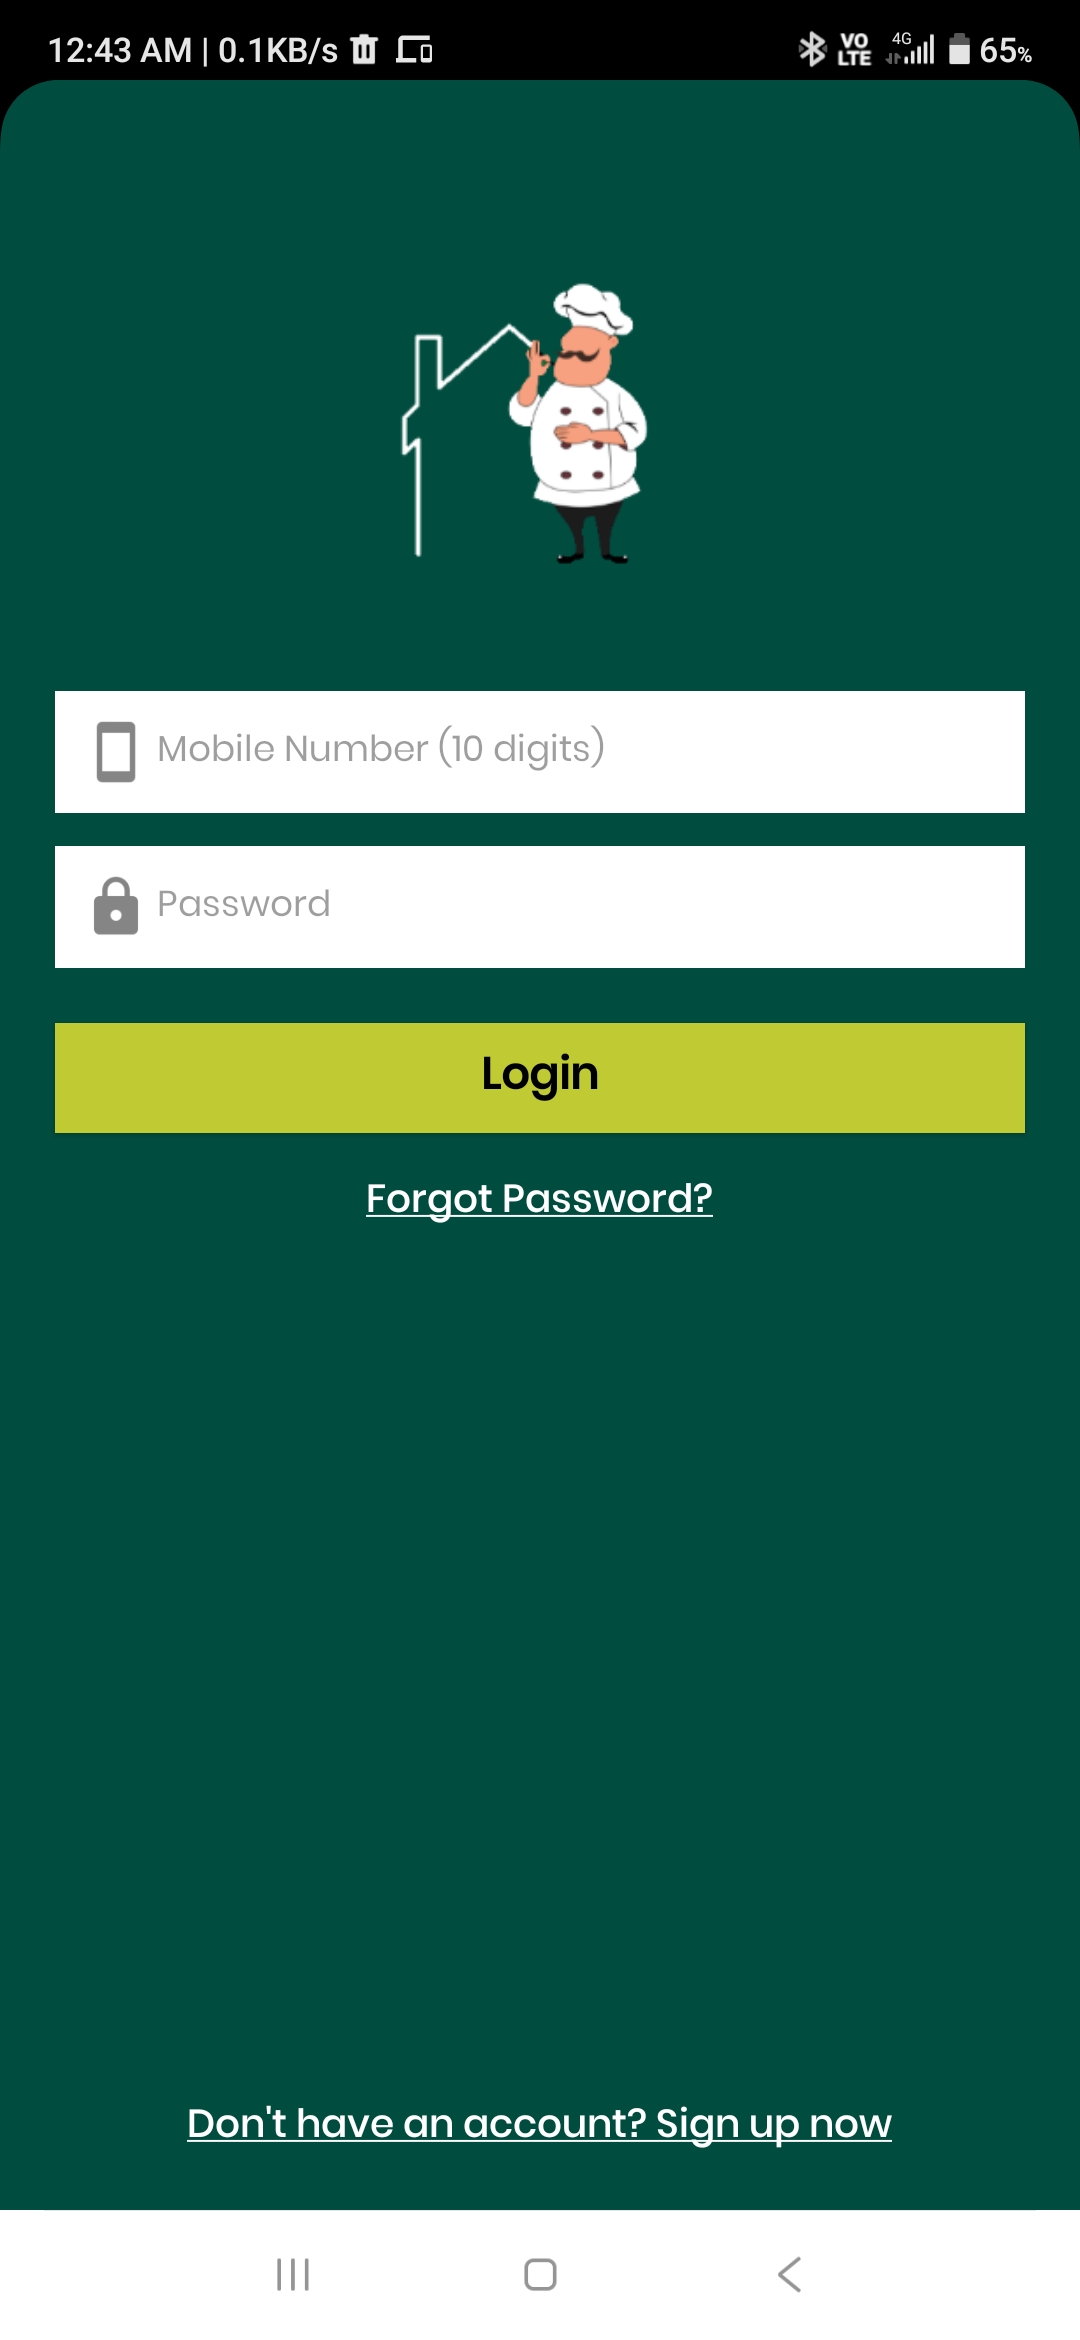 12:43 AM | 0.1KB/s VO LTE 4G 65%
Mobile Number (10 digits)
Password
Login
Forgot Password?
Don't have an account? Sign up now